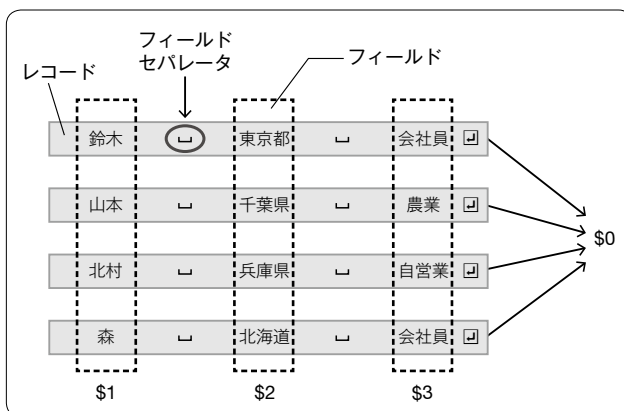 フィールド
セパレータ
フィールド
レコード
鈴木 ␣ 東京都 ␣ 会社員 ↵
山本 ␣ 千葉県 ␣ 農業 ↵
北村 ␣ 兵庫県 ␣ 自営業 ↵
森 ␣ 北海道 ␣ 会社員 ↵
$0
$1 $2 $3